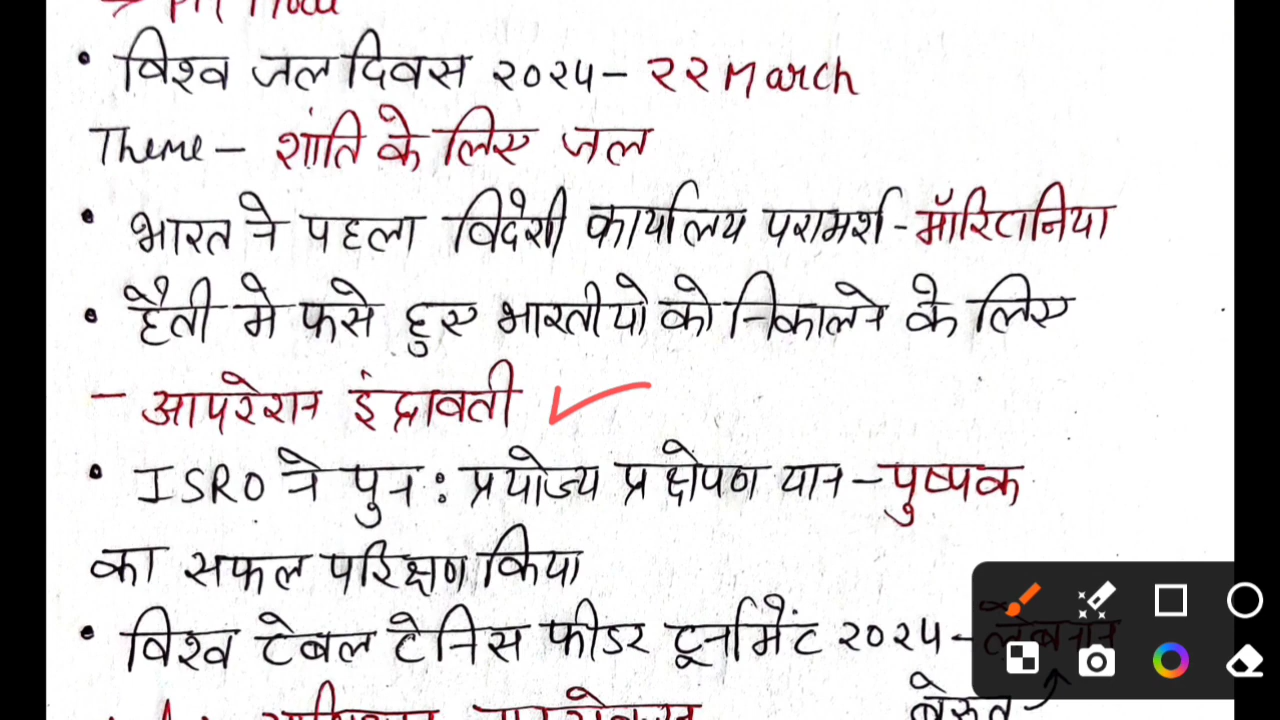 • विश्व जल दिवस २०२४ - २२ March
Theme - शांति के लिए जल
• भारत ने पहला विदेशी कार्यालय परामर्श - मॉरिटानिया
• हैती मे फसे हुए भारतीयो को निकालने के लिए
- आपरेशन इंद्रावती
• ISRO ने पुन: प्रयोज्य प्रक्षेपण यान - पुष्पक
का सफल परिक्षण किया
• विश्व टेबल टेनिस फीडर टूर्नामेंट २०२४ - लेबनान
बेरूत